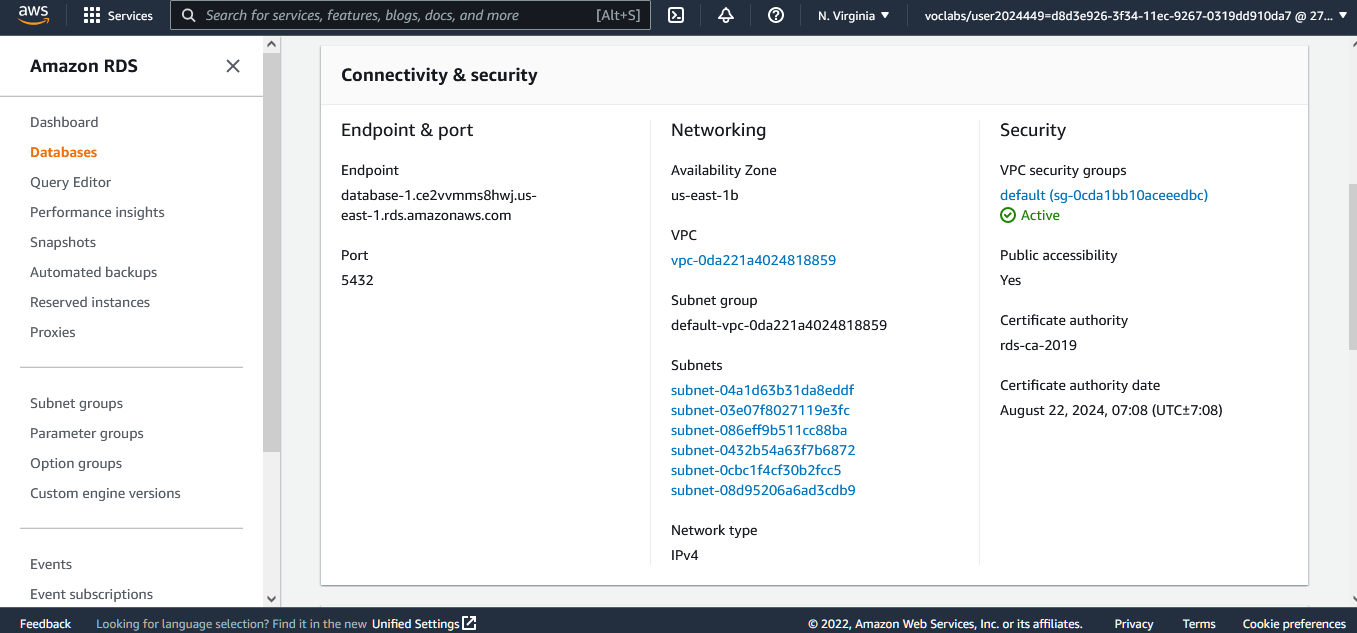 aws
Services
Search for services, features, blogs, docs, and more
[Alt+S]
N. Virginia
voclabs/user2024449=d8d3e926-3f34-11ec-9267-0319dd910da7 @ 27...
Amazon RDS
Dashboard
Databases
Query Editor
Performance insights
Snapshots
Automated backups
Reserved instances
Proxies
Subnet groups
Parameter groups
Option groups
Custom engine versions
Events
Event subscriptions
Connectivity & security
Endpoint & port
Endpoint
database-1.ce2vvmms8hwj.us-
east-1.rds.amazonaws.com
Port
5432
Networking
Availability Zone
us-east-1b
VPC
vpc-0da221a4024818859
Subnet group
default-vpc-0da221a4024818859
Subnets
subnet-04a1d63b31da8eddf
subnet-03e07f8027119e3fc
subnet-086eff9b511cc88ba
subnet-0432b54a63f7b6872
subnet-0cbc1f4cf30b2fcc5
subnet-08d95206a6ad3cdb9
Network type
IPv4
Security
VPC security groups
default (sg-0cda1bb10aceeedbc)
Active
Public accessibility
Yes
Certificate authority
rds-ca-2019
Certificate authority date
August 22, 2024, 07:08 (UTC±7:08)
Feedback
Looking for language selection? Find it in the new Unified Settings
© 2022, Amazon Web Services, Inc. or its affiliates.
Privacy
Terms
Cookie preferences